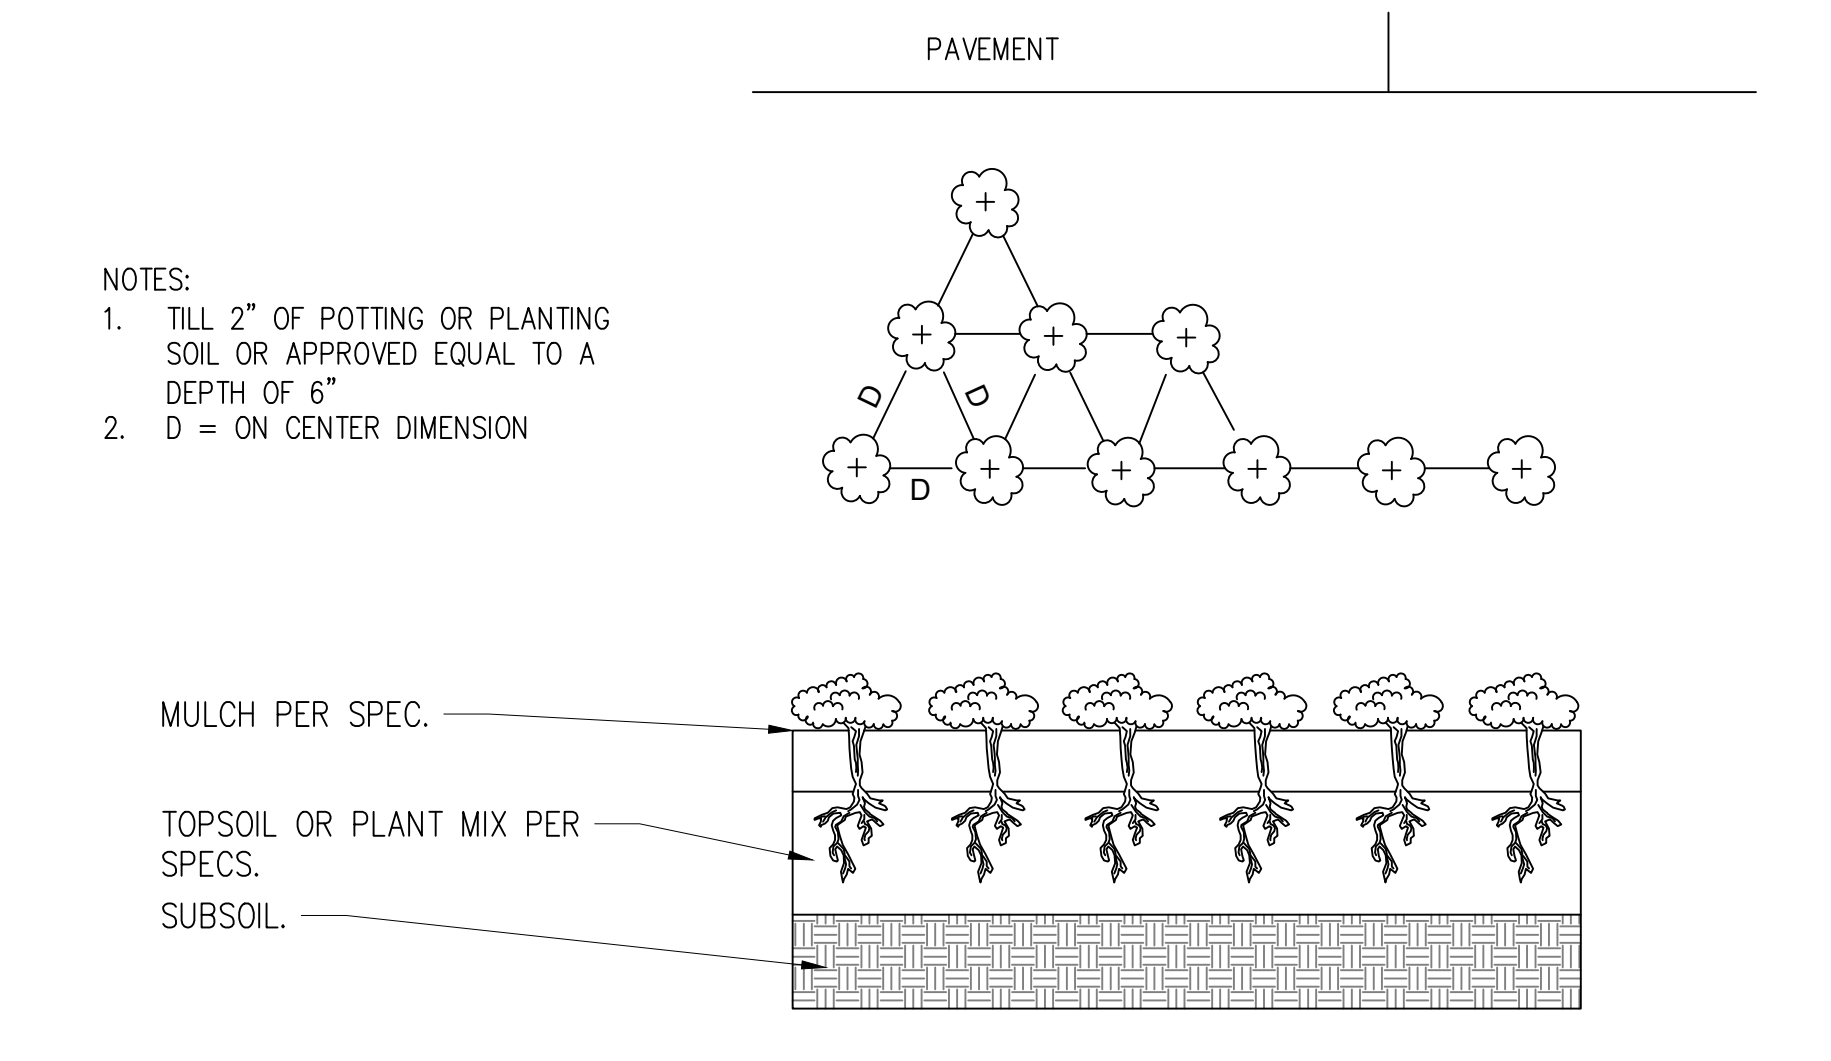 PAVEMENT
NOTES:
1. TILL 2” OF POTTING OR PLANTING
SOIL OR APPROVED EQUAL TO A
DEPTH OF 6”
2. D = ON CENTER DIMENSION
D
D
D
MULCH PER SPEC.
TOPSOIL OR PLANT MIX PER
SPECS.
SUBSOIL.